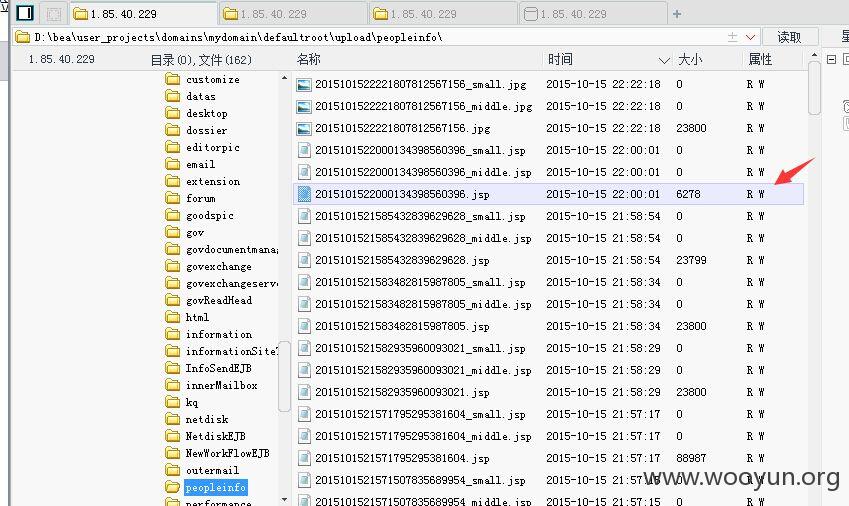 1.85.40.229 1.85.40.229 1.85.40.229 1.85.40.229 +
D:\bea\user_projects\domains\mydomain\defaultroot\upload\peopleinfo\ 读取
1.85.40.229 目录(0),文件(162) 名称 时间 大小 属性
customize
datas
desktop
dossier
editorpic
email
extension
forum
goodspic
gov
govdocumentmana
govexchange
govexchangeserv
govReadHead
html
information
informationSite
InfoSendEJB
innerMailbox
kq
netdisk
NetdiskEJB
NewWorkFlowEJB
outermail
peopleinfo
performance
2015101522221807812567156_small.jpg 2015-10-15 22:22:18 0 R W
2015101522221807812567156_middle.jpg 2015-10-15 22:22:18 0 R W
2015101522221807812567156.jpg 2015-10-15 22:22:18 23800 R W
2015101522000134398560396_small.jsp 2015-10-15 22:00:01 0 R W
2015101522000134398560396_middle.jsp 2015-10-15 22:00:01 0 R W
2015101522000134398560396.jsp 2015-10-15 22:00:01 6278 R W
2015101521585432839629628_small.jsp 2015-10-15 21:58:54 0 R W
2015101521585432839629628_middle.jsp 2015-10-15 21:58:54 0 R W
2015101521585432839629628.jsp 2015-10-15 21:58:54 23799 R W
2015101521583482815987805_small.jsp 2015-10-15 21:58:34 0 R W
2015101521583482815987805_middle.jsp 2015-10-15 21:58:34 0 R W
2015101521583482815987805.jsp 2015-10-15 21:58:34 23800 R W
2015101521582935960093021_small.jsp 2015-10-15 21:58:29 0 R W
2015101521582935960093021_middle.jsp 2015-10-15 21:58:29 0 R W
2015101521582935960093021.jsp 2015-10-15 21:58:29 23800 R W
2015101521571795295381604_small.jsp 2015-10-15 21:57:17 0 R W
2015101521571795295381604_middle.jsp 2015-10-15 21:57:17 0 R W
2015101521571795295381604.jsp 2015-10-15 21:57:17 88987 R W
2015101521571507835689954_small.jsp 2015-10-15 21:57:15 0 R W
2015101521571507835689954_middle.jsp 2015-10-15 21:57:15 0 R W
www.wooyun.org